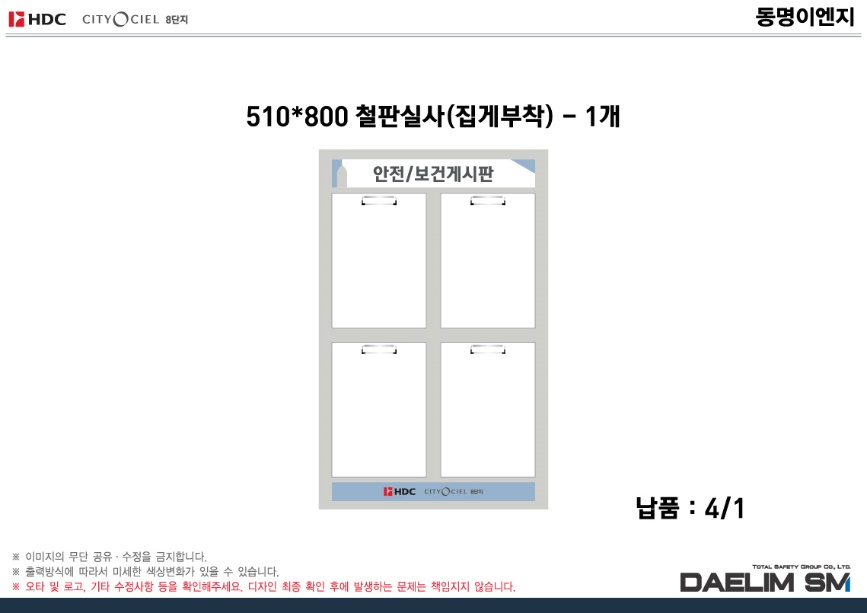 HDC CITY CIEL 8단지
동명이엔지
510*800 철판실사(집게부착) - 1개
안전/보건게시판
HDC CITY CIEL 8단지
납품 : 4/1
※ 이미지의 무단 공유 · 수정을 금지합니다.
※ 출력방식에 따라서 미세한 색상변화가 있을 수 있습니다.
※ 오타 및 로고, 기타 수정사항 등을 확인해주세요. 디자인 최종 확인 후에 발생하는 문제는 책임지지 않습니다.
TOTAL SAFETY GROUP CO., LTD.
DAELIM SM